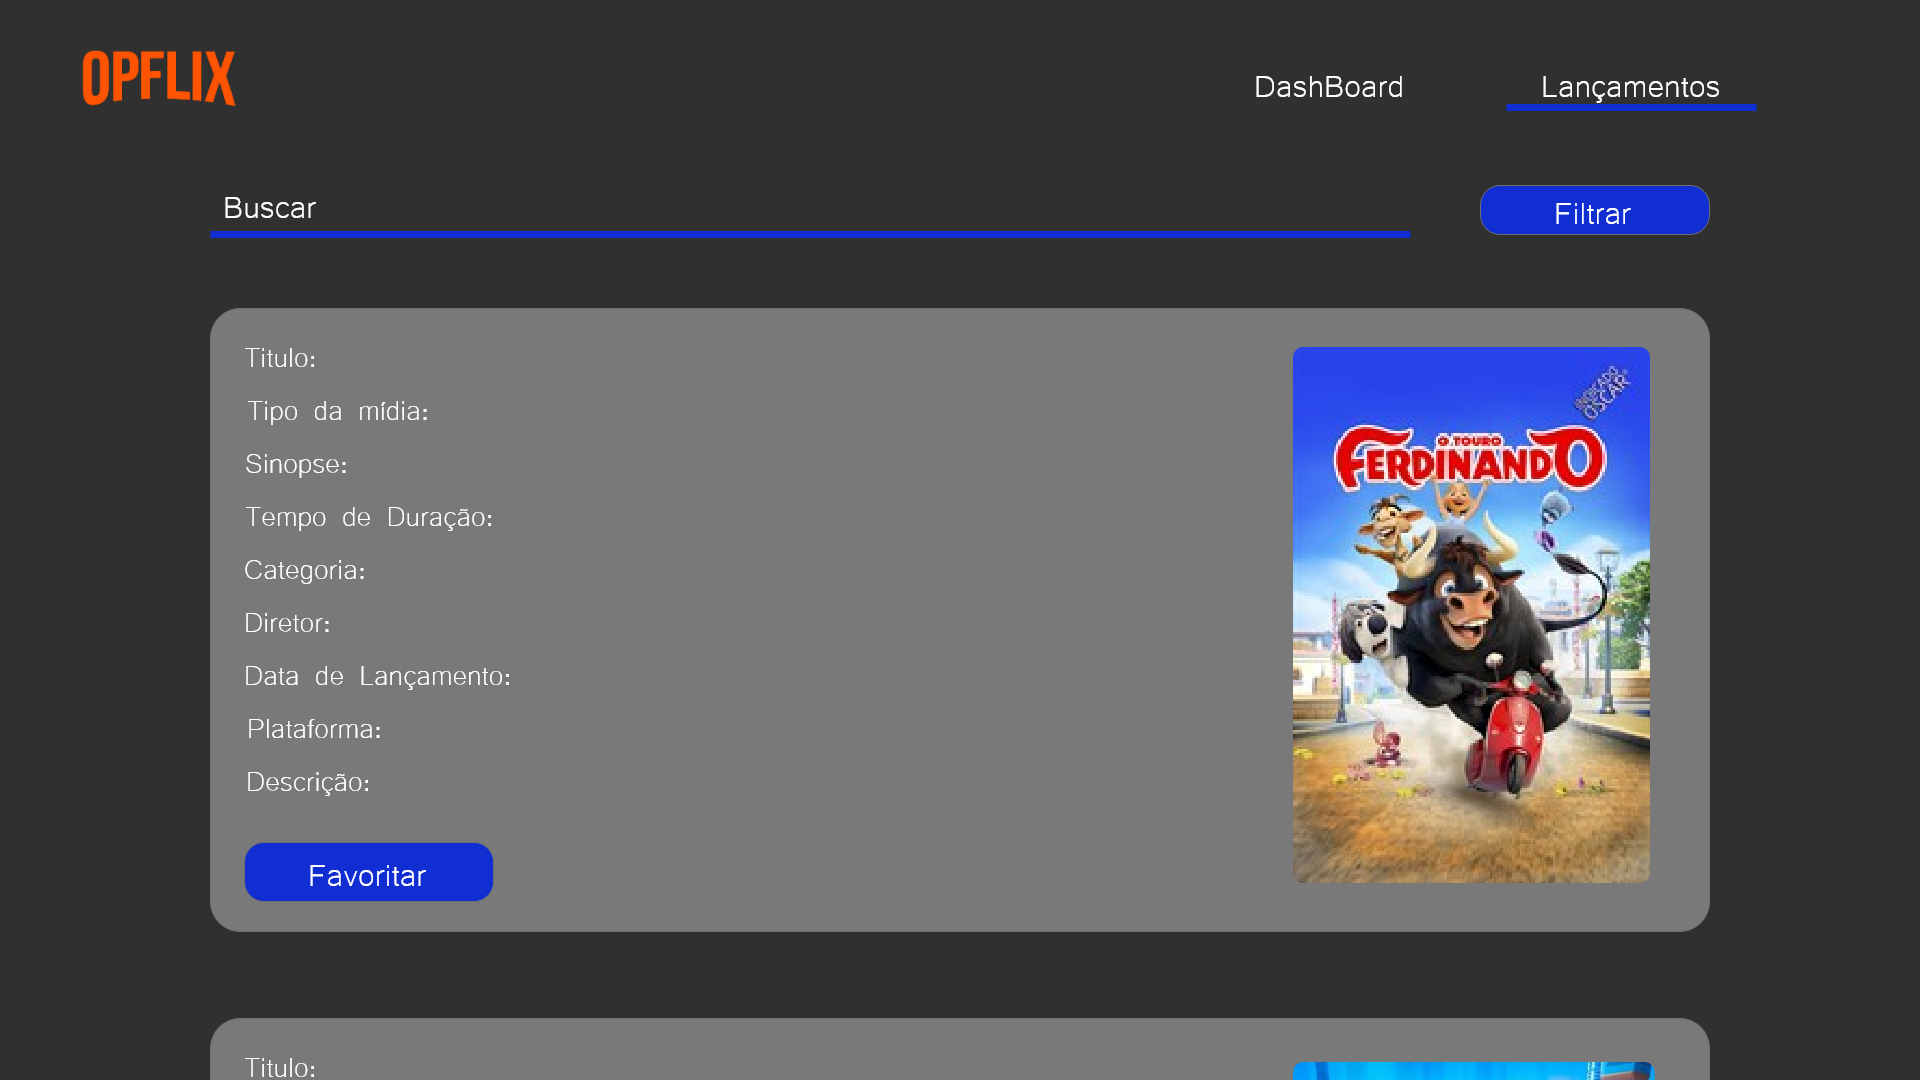 OPFLIX
DashBoard
Lançamentos
Buscar
Filtrar
Titulo:
Tipo da mídia:
Sinopse:
Tempo de Duração:
Categoria:
Diretor:
Data de Lançamento:
Plataforma:
Descrição:
Favoritar
OSCAR
O TOURO
FERDINANDO
Titulo: